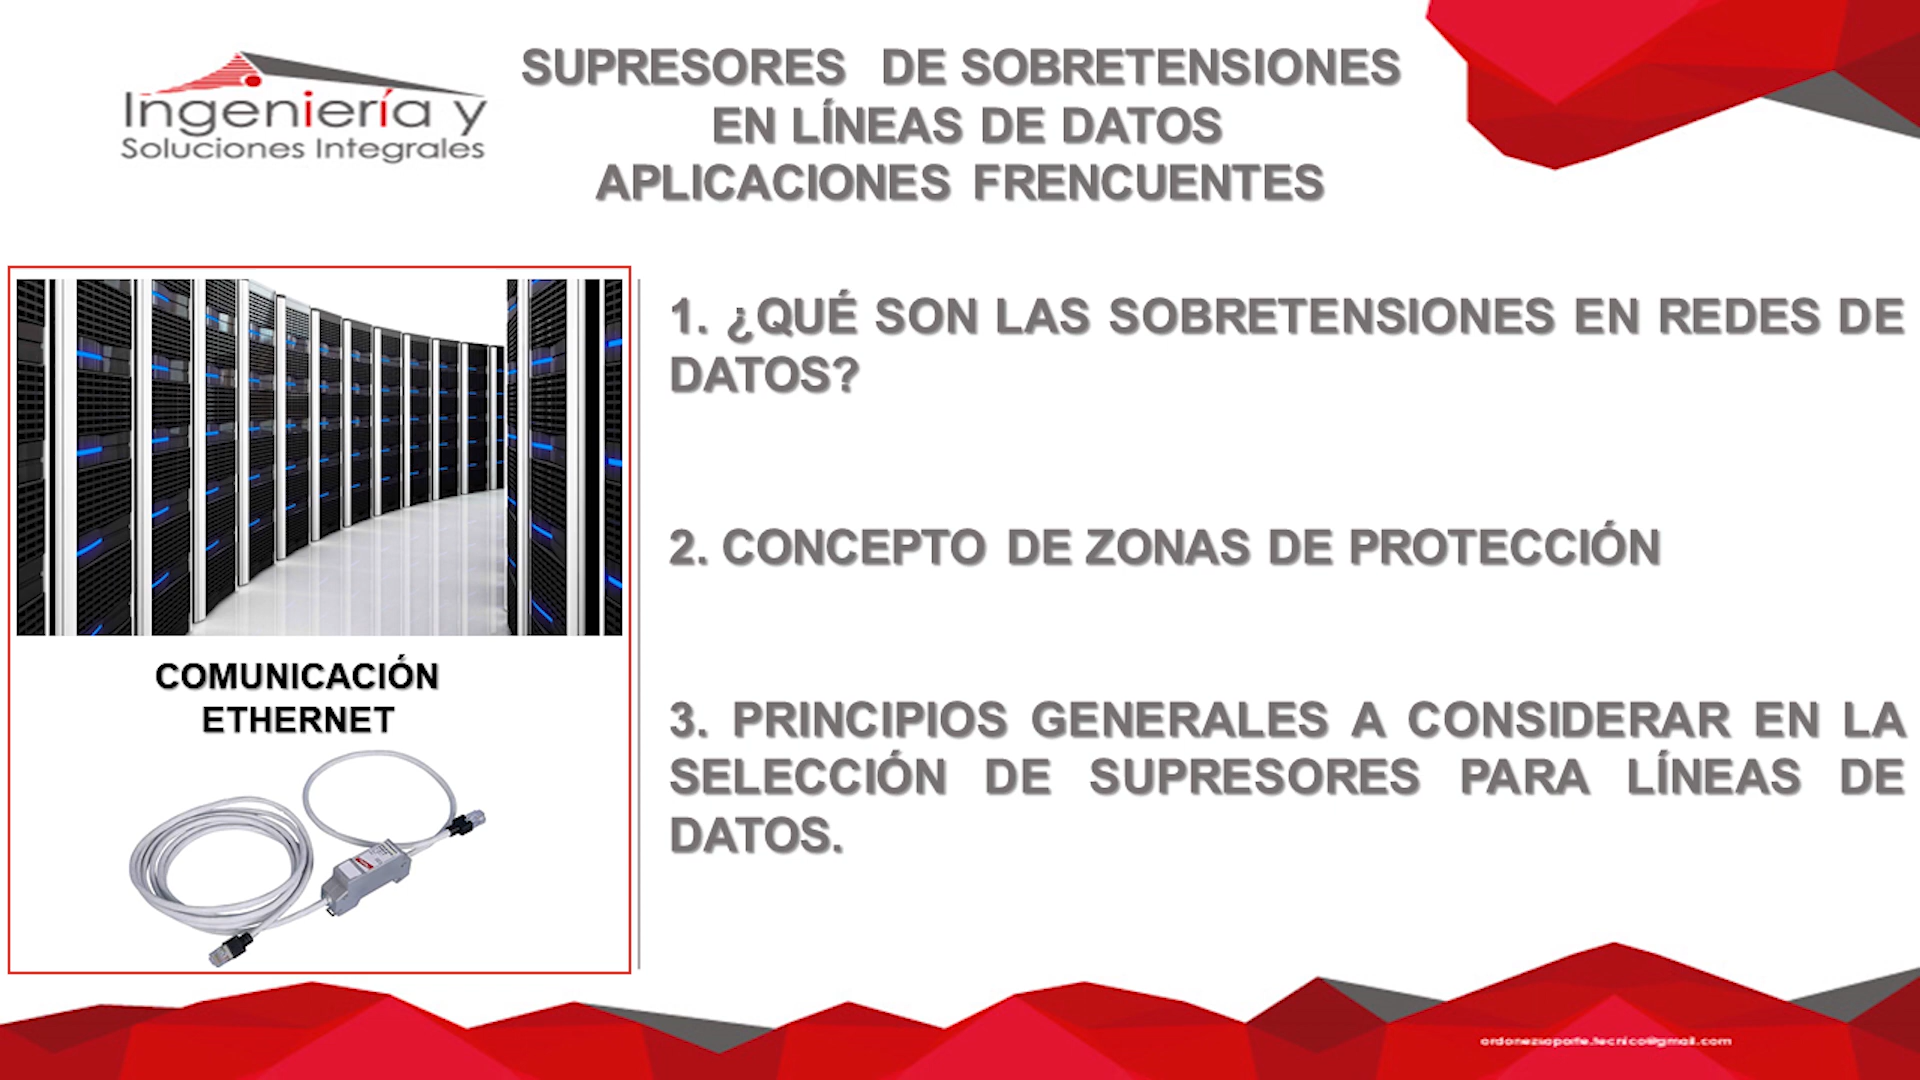 Ingeniería y
Soluciones Integrales
SUPRESORES DE SOBRETENSIONES
EN LÍNEAS DE DATOS
APLICACIONES FRENCUENTES
1. ¿QUÉ SON LAS SOBRETENSIONES EN REDES DE
DATOS?
2. CONCEPTO DE ZONAS DE PROTECCIÓN
3. PRINCIPIOS GENERALES A CONSIDERAR EN LA
SELECCIÓN DE SUPRESORES PARA LÍNEAS DE
DATOS.
COMUNICACIÓN
ETHERNET